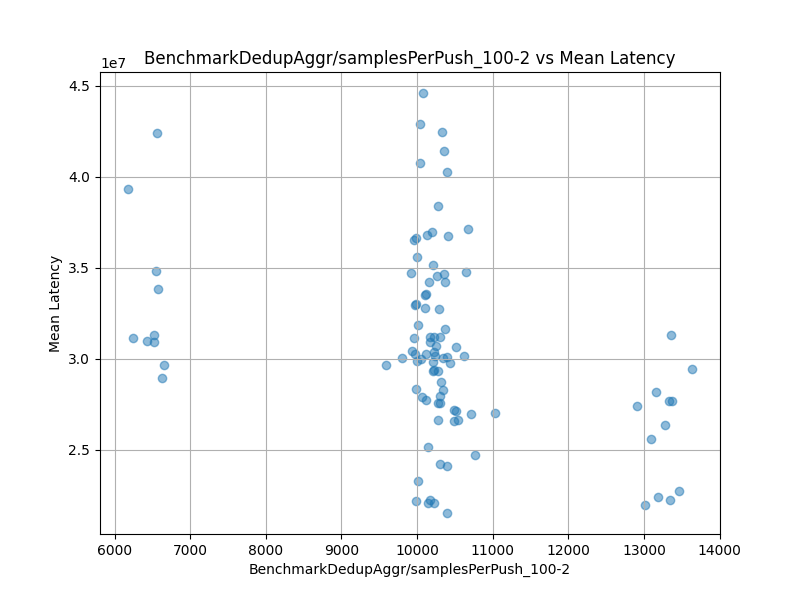 BenchmarkDedupAggr/samplesPerPush_100-2 vs Mean Latency
1e7
4.5
4.0
3.5
3.0
2.5
Mean Latency
6000 7000 8000 9000 10000 11000 12000 13000 14000
BenchmarkDedupAggr/samplesPerPush_100-2